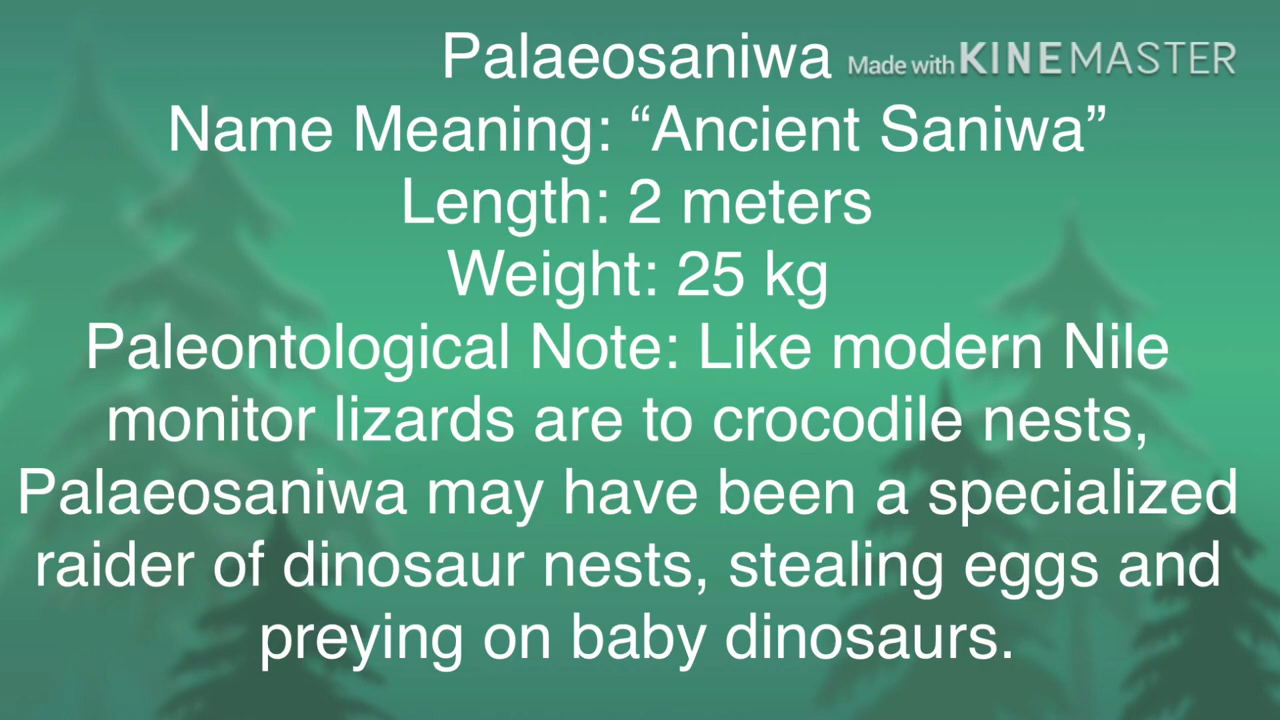 Palaeosaniwa
Made with KINEMASTER
Name Meaning: “Ancient Saniwa”
Length: 2 meters
Weight: 25 kg
Paleontological Note: Like modern Nile
monitor lizards are to crocodile nests,
Palaeosaniwa may have been a specialized
raider of dinosaur nests, stealing eggs and
preying on baby dinosaurs.